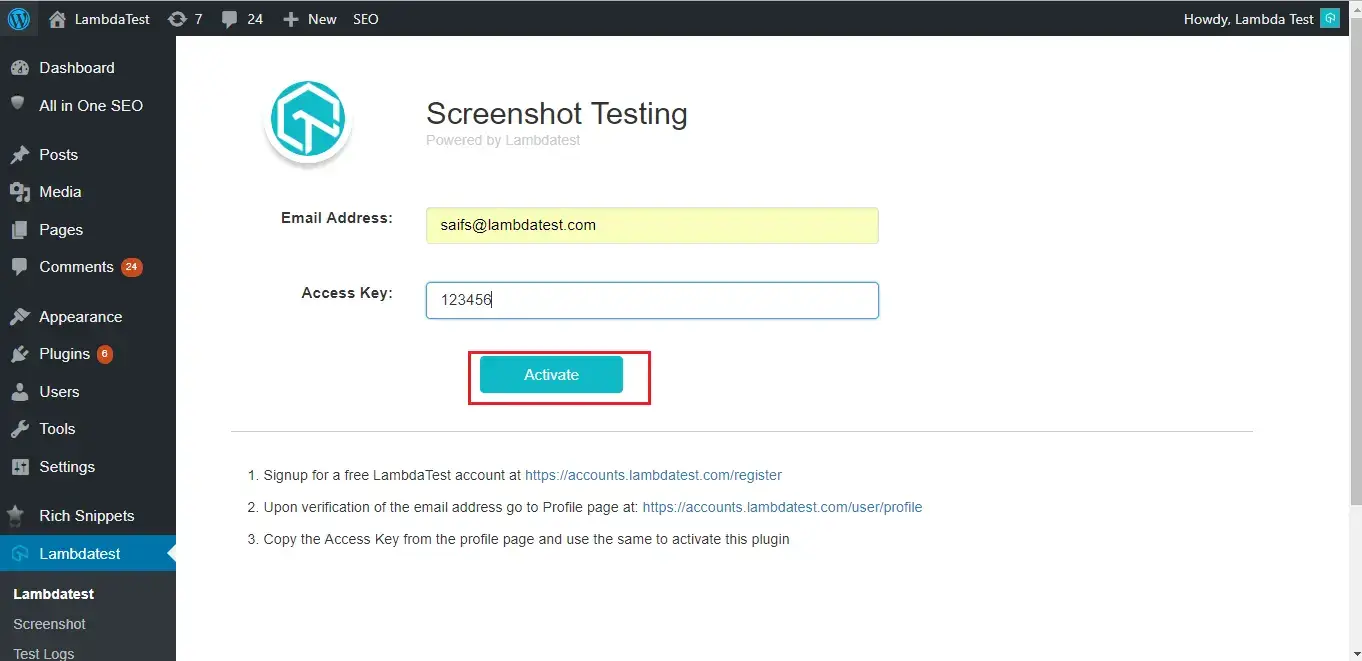 LambdaTest 7 24 New SEO Howdy, Lambda Test
Dashboard
All in One SEO
Posts
Media
Pages
Comments 24
Appearance
Plugins 6
Users
Tools
Settings
Rich Snippets
Lambdatest
Lambdatest
Screenshot
Test Logs
Screenshot Testing
Powered by Lambdatest
Email Address: saifs@lambdatest.com
Access Key: 123456
Activate
1. Signup for a free LambdaTest account at https://accounts.lambdatest.com/register
2. Upon verification of the email address go to Profile page at: https://accounts.lambdatest.com/user/profile
3. Copy the Access Key from the profile page and use the same to activate this plugin